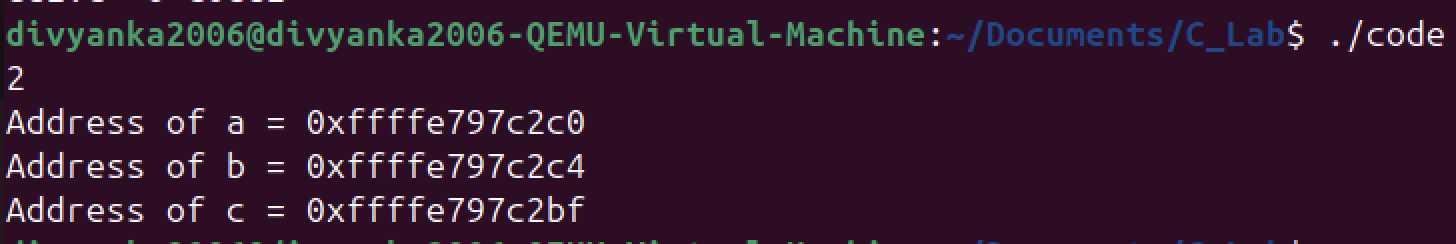 divyanka2006@divyanka2006-QEMU-Virtual-Machine:~/Documents/C_Lab$ ./code
2
Address of a = 0xffffe797c2c0
Address of b = 0xffffe797c2c4
Address of c = 0xffffe797c2bf